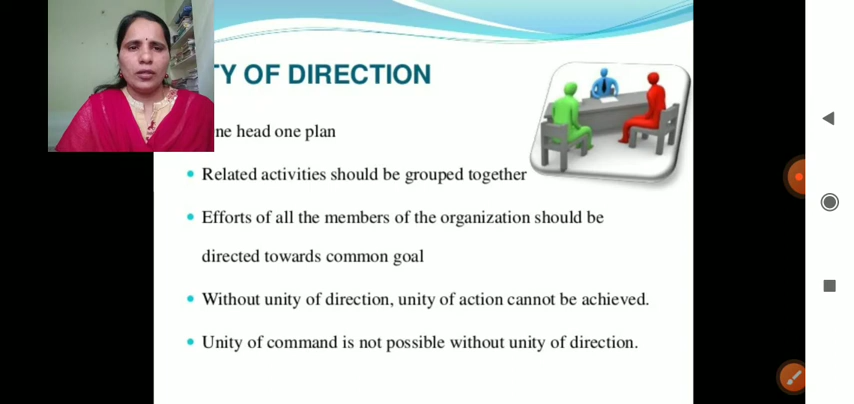 TY OF DIRECTION
ne head one plan
Related activities should be grouped together
Efforts of all the members of the organization should be
directed towards common goal
Without unity of direction, unity of action cannot be achieved.
Unity of command is not possible without unity of direction.